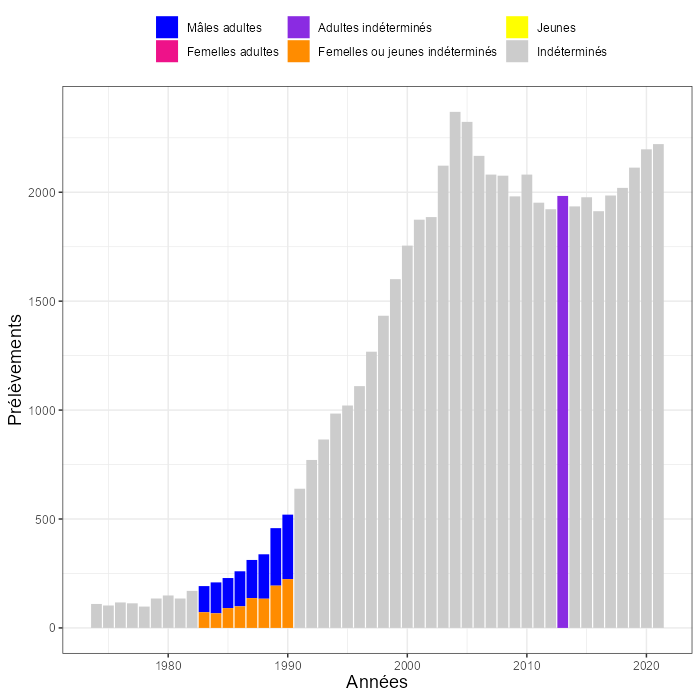 Mâles adultes
Adultes indéterminés
Jeunes
Femelles adultes
Femelles ou jeunes indéterminés
Indéterminés
Prélèvements
2000
1500
1000
500
0
1980
1990
2000
2010
2020
Années